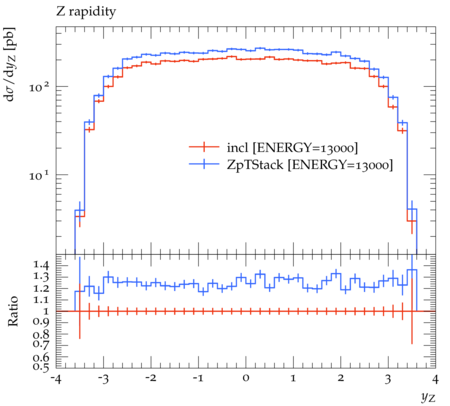 Z rapidity
dσ/dy_Z [pb]
10^2
10^1
incl [ENERGY=13000]
ZpTStack [ENERGY=13000]
Ratio
1.4
1.3
1.2
1.1
1
0.9
0.8
0.7
0.6
0.5
-4 -3 -2 -1 0 1 2 3 4
y_Z